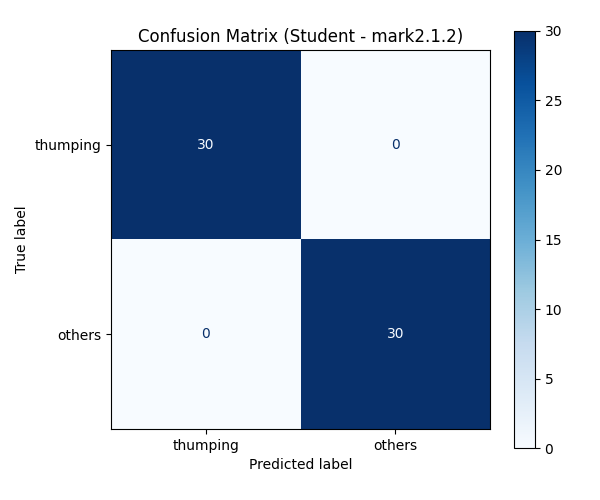 Confusion Matrix (Student - mark2.1.2)
True label
thumping
others
30
0
0
30
thumping
others
Predicted label
30
25
20
15
10
5
0